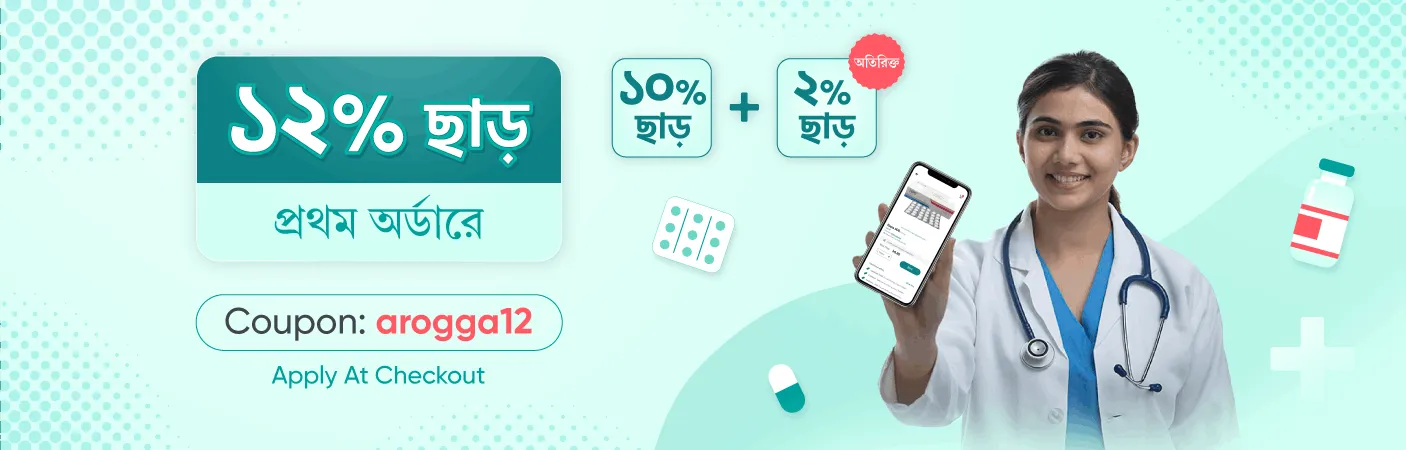 ১২% ছাড়
প্রথম অর্ডারে
Coupon: arogga12
Apply At Checkout
১০%
ছাড়
+
২%
ছাড়
অতিরিক্ত